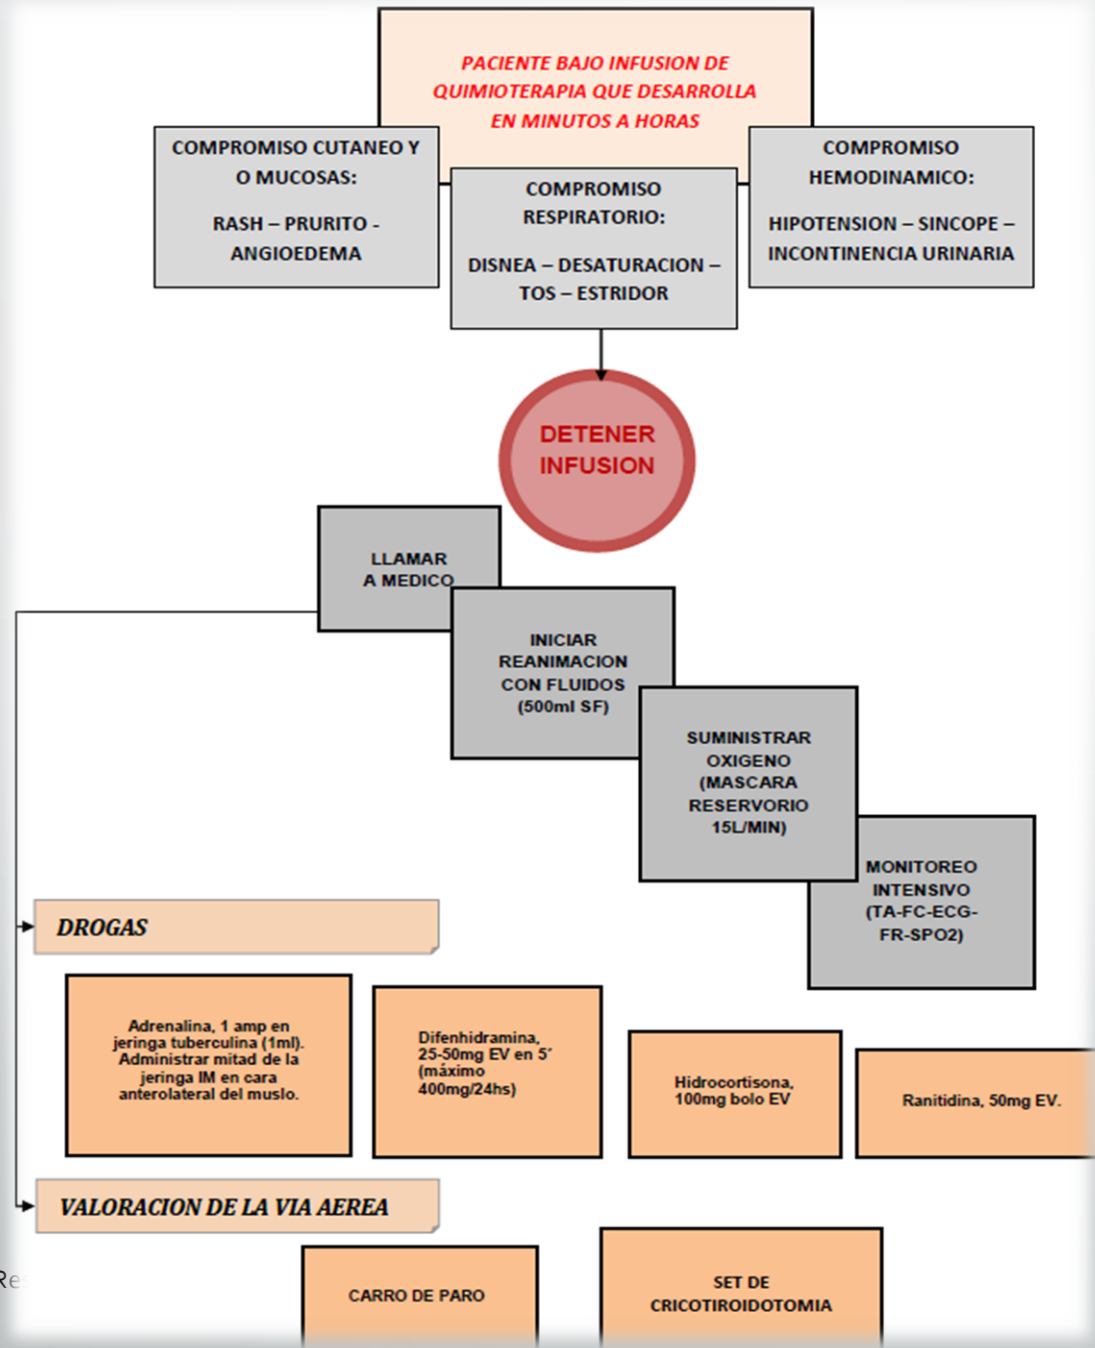 PACIENTE BAJO INFUSION DE
QUIMIOTERAPIA QUE DESARROLLA
EN MINUTOS A HORAS
COMPROMISO CUTANEO Y
O MUCOSAS:
RASH – PRURITO -
ANGIOEDEMA
COMPROMISO
RESPIRATORIO:
DISNEA – DESATURACION –
TOS – ESTRIDOR
COMPROMISO
HEMODINAMICO:
HIPOTENSION – SINCOPE –
INCONTINENCIA URINARIA
DETENER
INFUSION
LLAMAR
A MEDICO
INICIAR
REANIMACION
CON FLUIDOS
(500ml SF)
SUMINISTRAR
OXIGENO
(MASCARA
RESERVORIO
15L/MIN)
MONITOREO
INTENSIVO
(TA-FC-ECG-
FR-SPO2)
DROGAS
Adrenalina, 1 amp en
jeringa tuberculina (1ml).
Administrar mitad de la
jeringa IM en cara
anterolateral del muslo.
Difenhidramina,
25-50mg EV en 5´
(máximo
400mg/24hs)
Hidrocortisona,
100mg bolo EV
Ranitidina, 50mg EV.
VALORACION DE LA VIA AEREA
CARRO DE PARO
SET DE
CRICOTIROIDOTOMIA